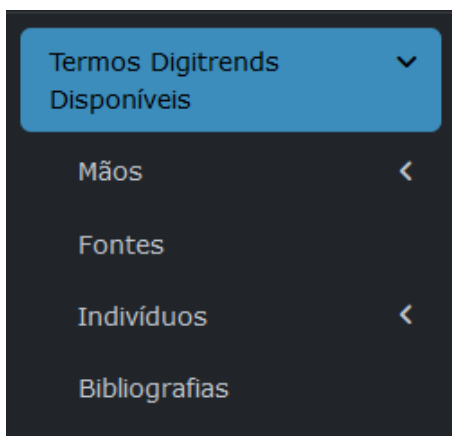 Termos Digitrends
Disponíveis
Mãos
Fontes
Indivíduos
Bibliografias